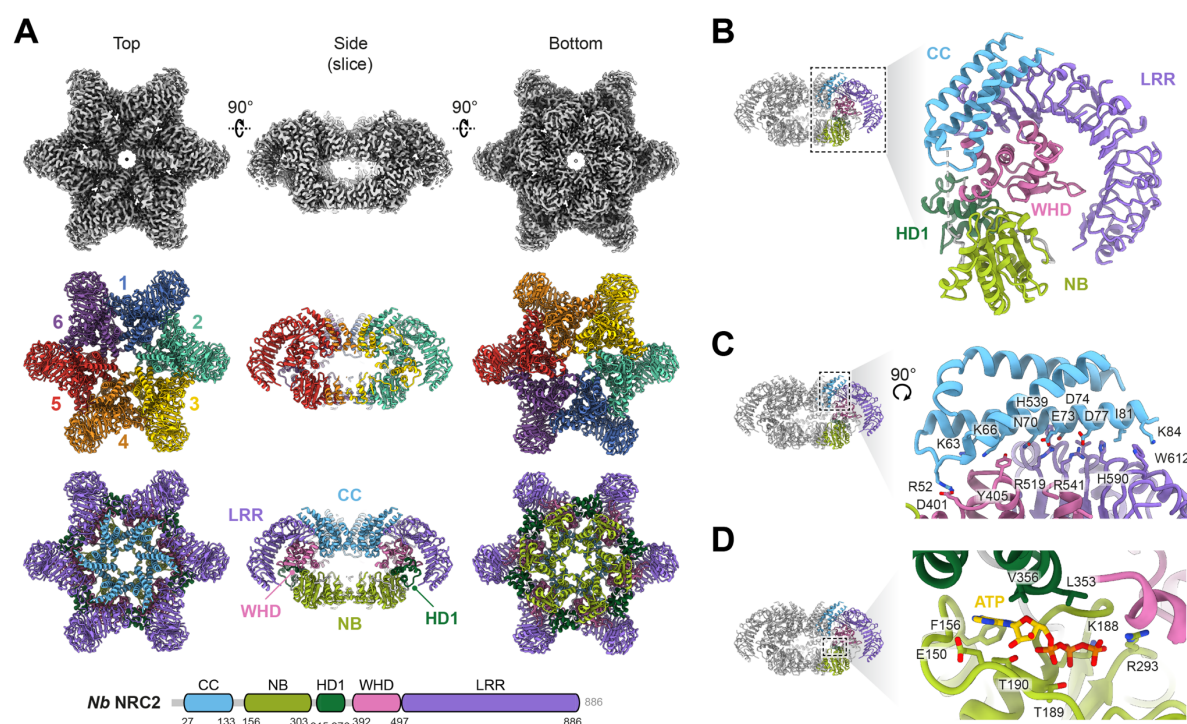 A
Top
Side
(slice)
Bottom
90°
90°
1
2
3
4
5
6
LRR
CC
WHD
NB
HD1
Nb NRC2
CC
NB
HD1
WHD
LRR
886
27
133
156
303
392
497
886
B
CC
LRR
WHD
HD1
NB
C
90°
H539
D74
E73
D77
I81
K84
N70
K66
K63
W612
R52
D401
Y405
R519
R541
H590
D
V356
L353
ATP
K188
F156
E150
R293
T190
T189